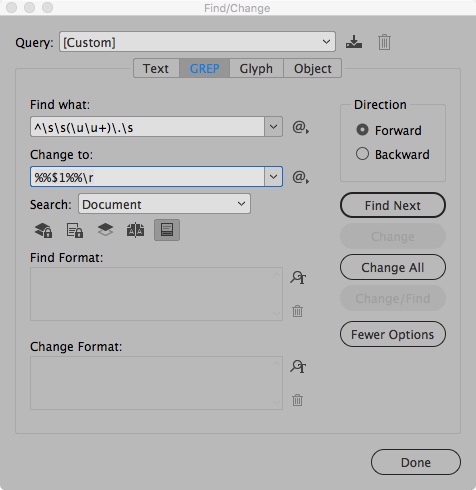 Find/Change
Query: [Custom]
Text GREP Glyph Object
Find what:
^\s\s(\u\u+)\.\s
@
Change to:
%%$1%%\r
@
Search: Document
Find Format:
Change Format:
Direction
Forward
Backward
Find Next
Change
Change All
Change/Find
Fewer Options
Done